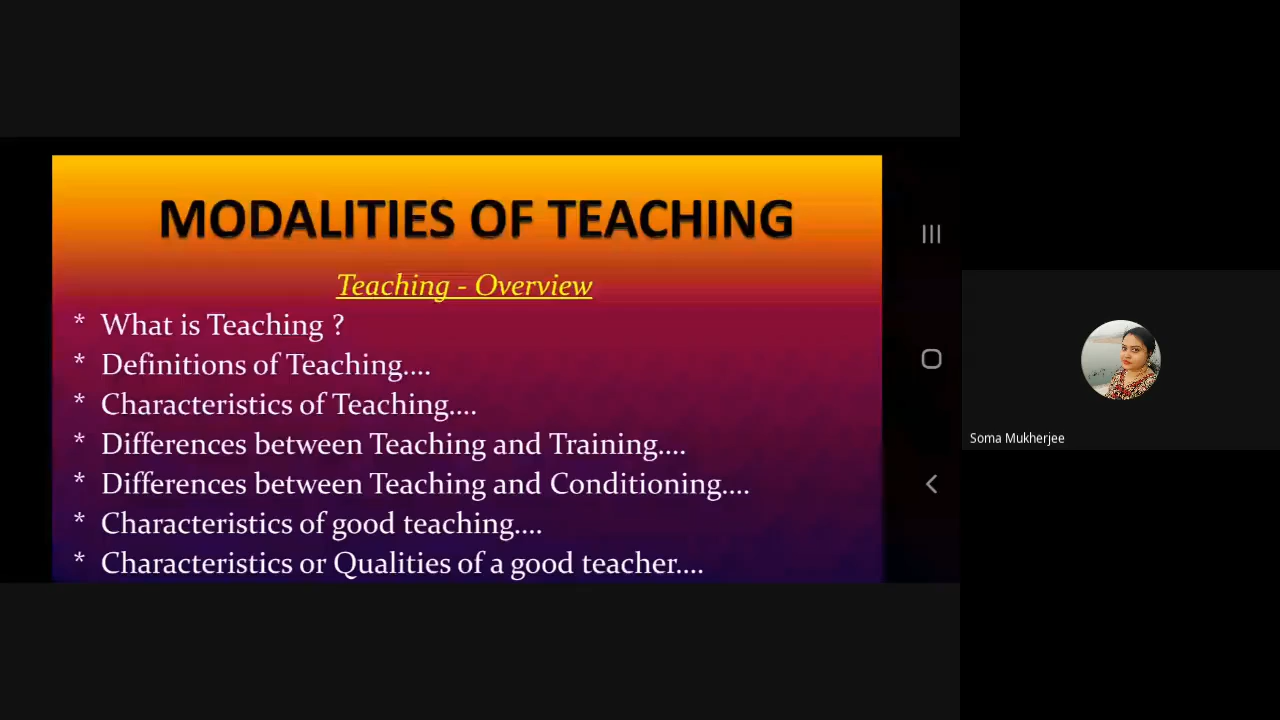 MODALITIES OF TEACHING
Teaching - Overview
* What is Teaching ?
* Definitions of Teaching....
* Characteristics of Teaching....
* Differences between Teaching and Training....
* Differences between Teaching and Conditioning....
* Characteristics of good teaching....
* Characteristics or Qualities of a good teacher....
Soma Mukherjee